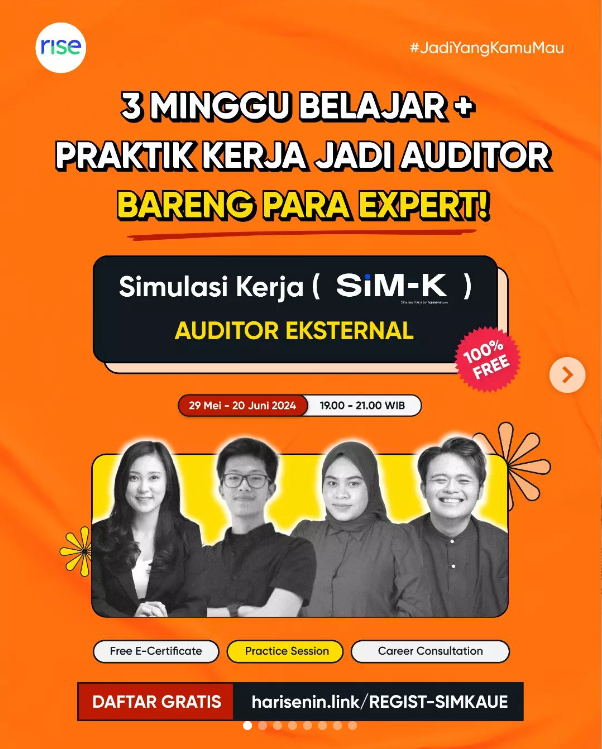 rise
#JadiYangKamuMau
3 MINGGU BELAJAR +
PRAKTIK KERJA JADI AUDITOR
BARENG PARA EXPERT!
Simulasi Kerja ( SiM-K )
AUDITOR EKSTERNAL
100%
FREE
29 Mei - 20 Juni 2024 19.00 - 21.00 WIB
Free E-Certificate Practice Session Career Consultation
DAFTAR GRATIS harisenin.link/REGIST-SIMKAUE